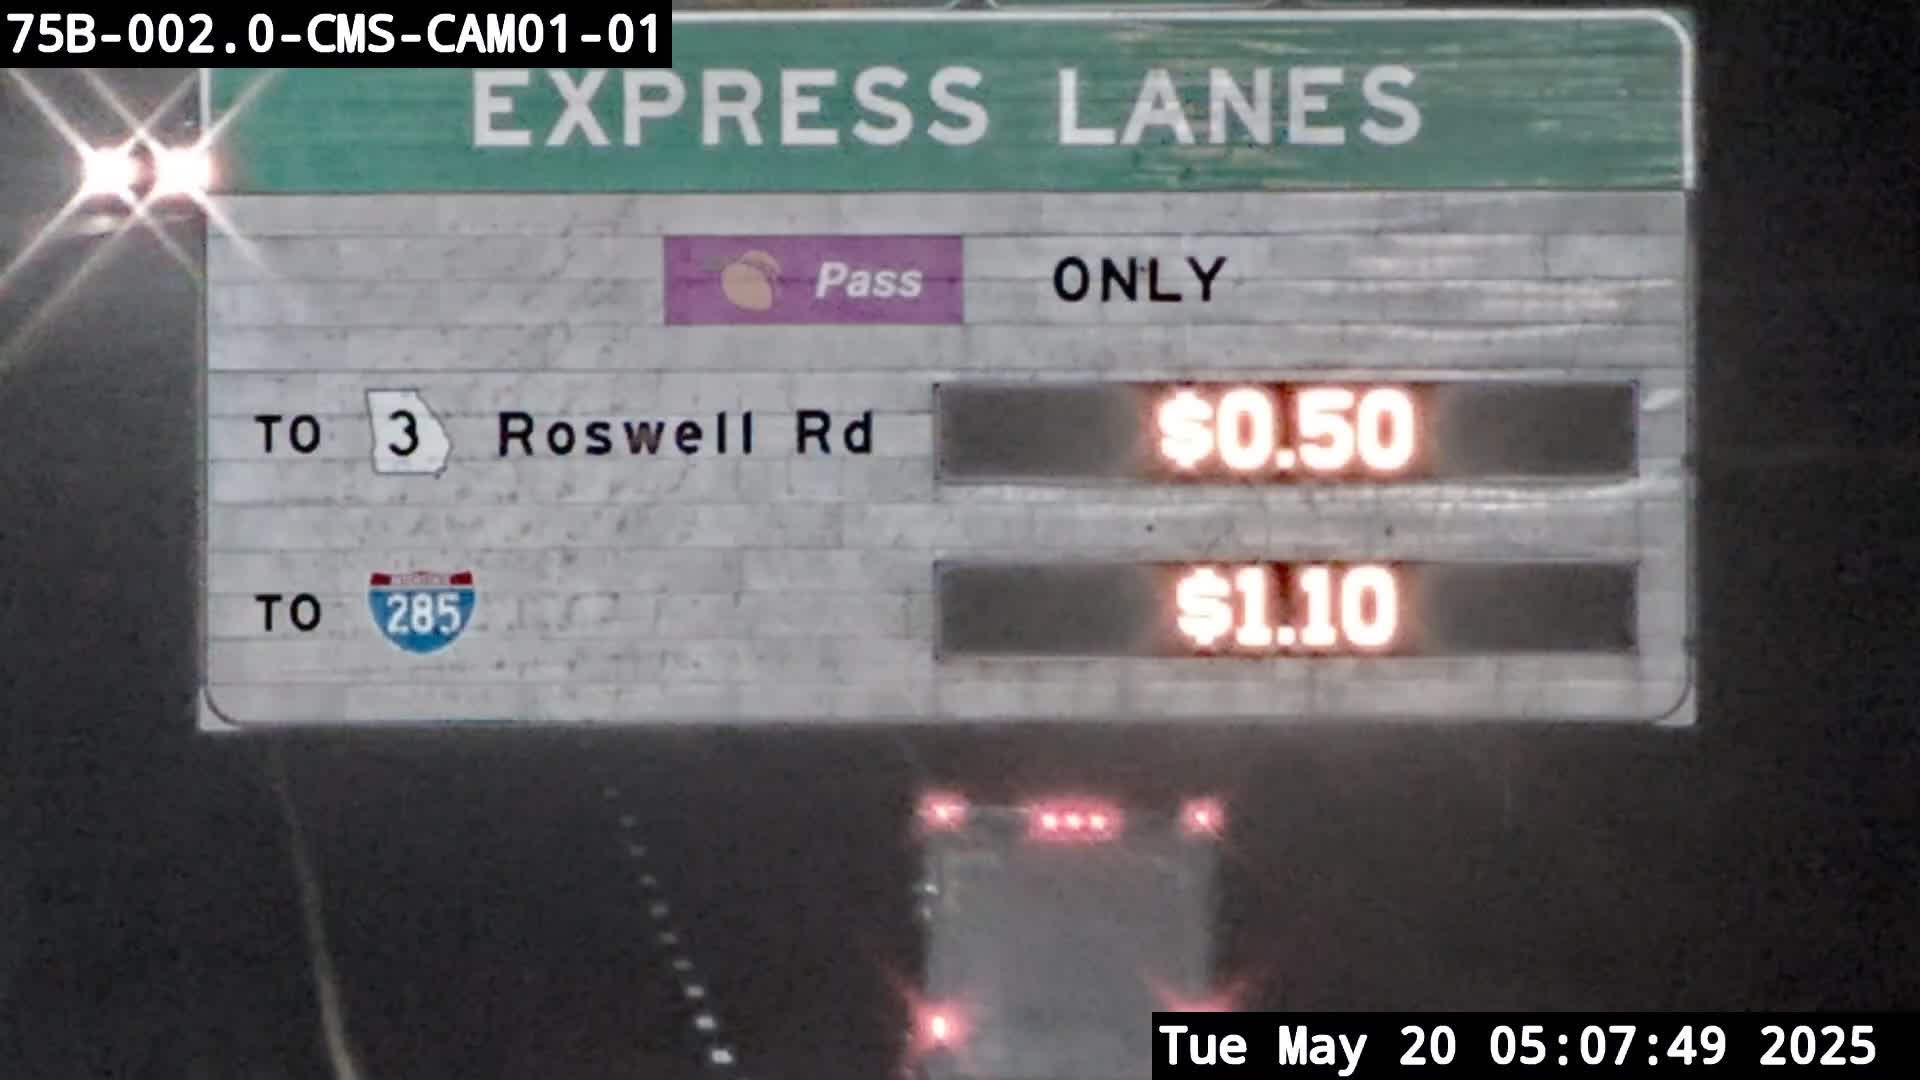 75B-002.0-CMS-CAM01-01
EXPRESS LANES
Pass ONLY
TO 3 Roswell Rd $0.50
TO 285 $1.10
Tue May 20 05:07:49 2025